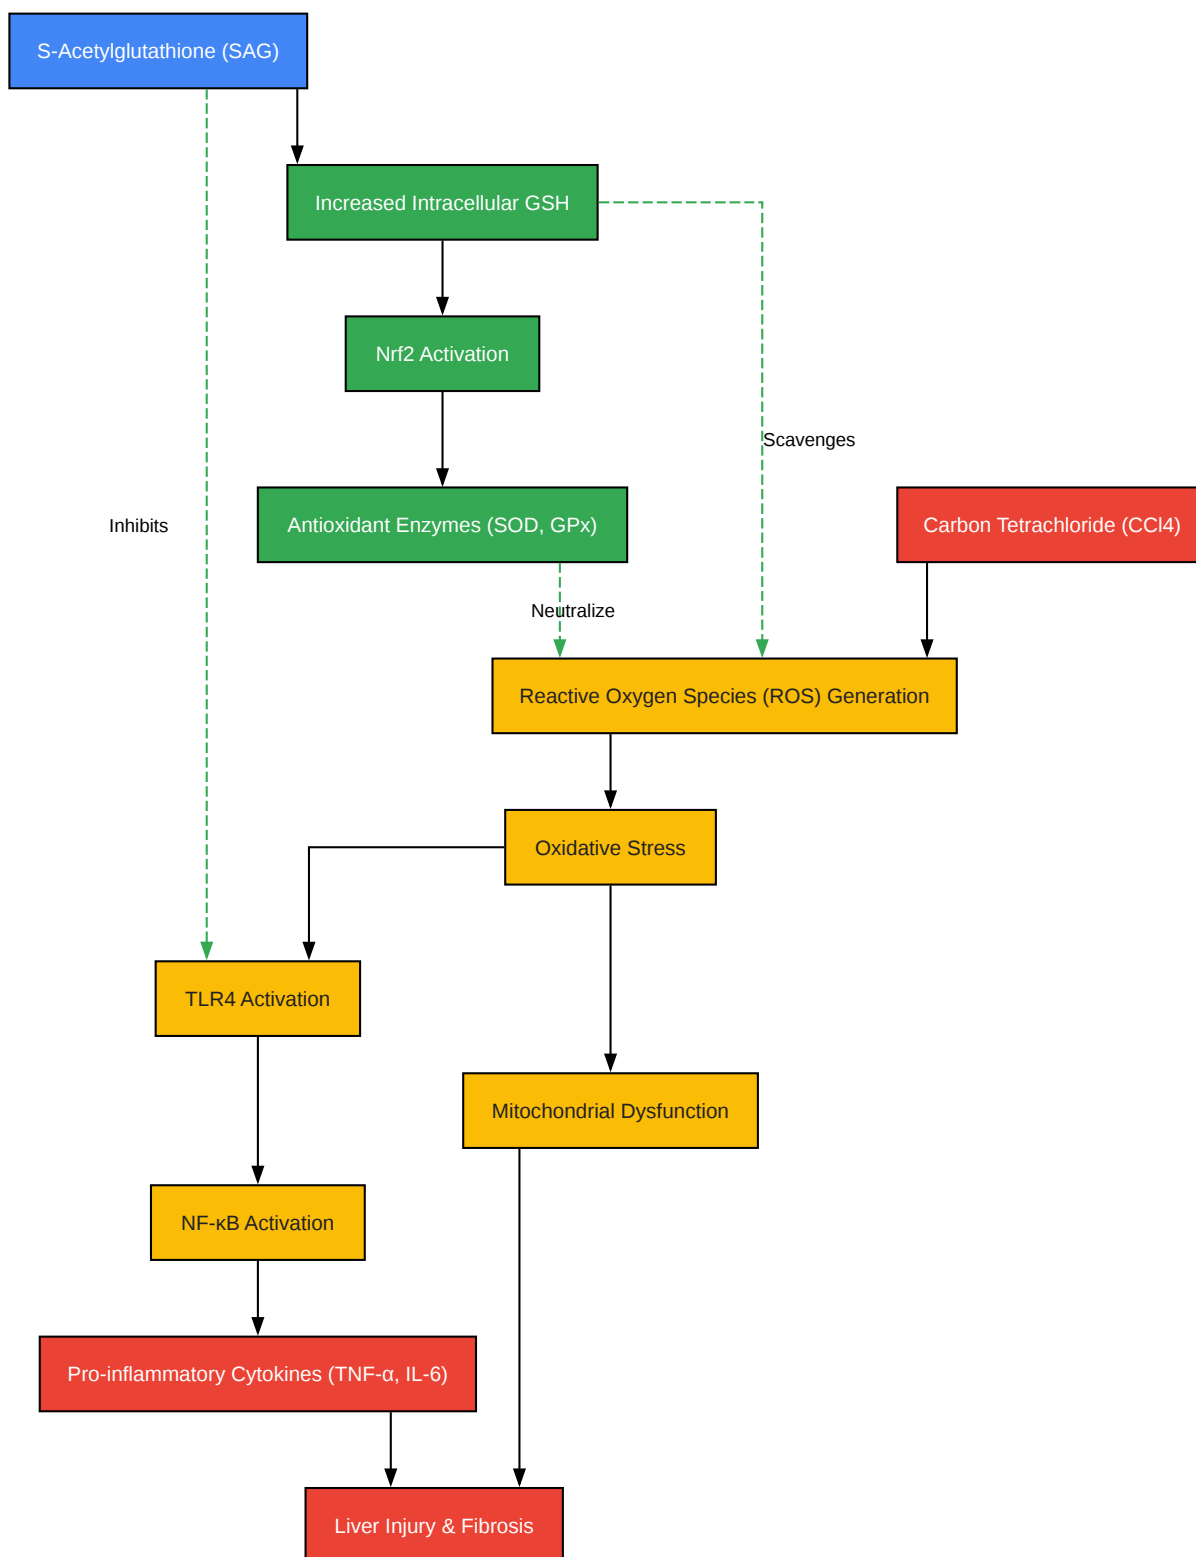 S-Acetylglutathione (SAG)
Increased Intracellular GSH
Nrf2 Activation
Scavenges
Inhibits
Antioxidant Enzymes (SOD, GPx)
Carbon Tetrachloride (CCl4)
Neutralize
Reactive Oxygen Species (ROS) Generation
Oxidative Stress
TLR4 Activation
Mitochondrial Dysfunction
NF-κB Activation
Pro-inflammatory Cytokines (TNF-α, IL-6)
Liver Injury & Fibrosis